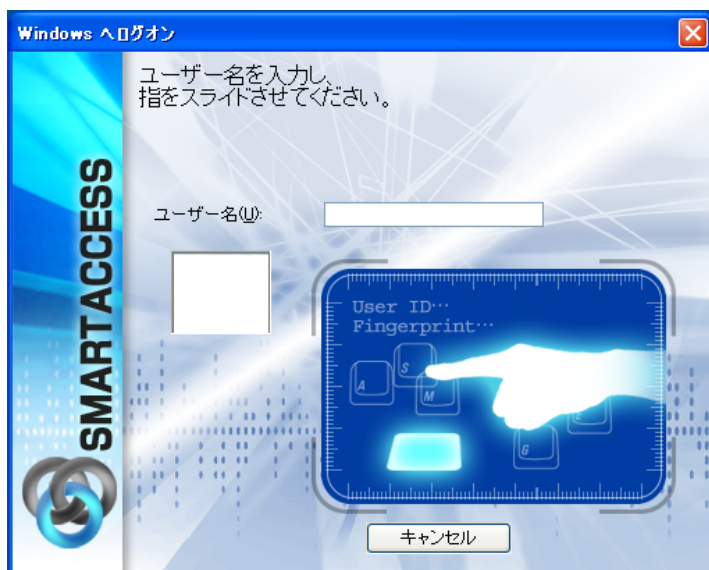 Windows へログオン
ユーザー名を入力し、
指をスライドさせてください。
SMARTACCESS
ユーザー名(U):
User ID…
Fingerprint…
A
S
M
G
E
キャンセル